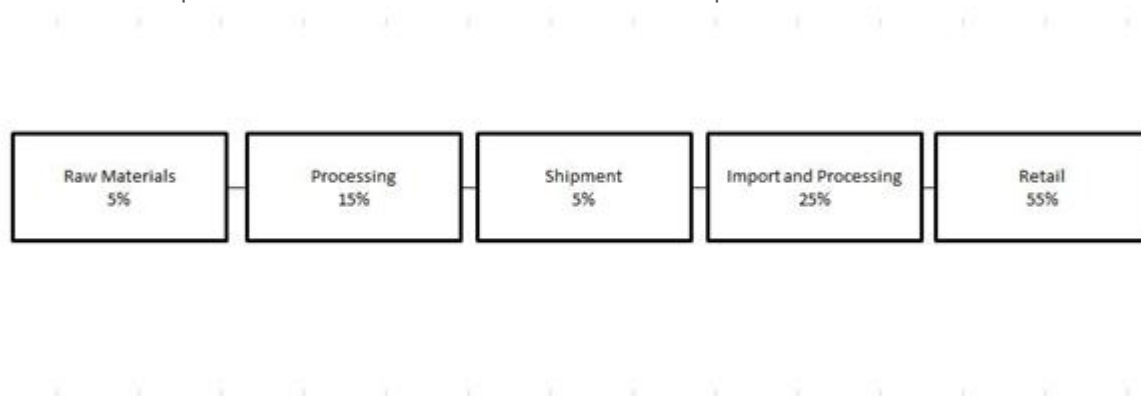 Raw Materials
5%
Processing
15%
Shipment
5%
Import and Processing
25%
Retail
55%